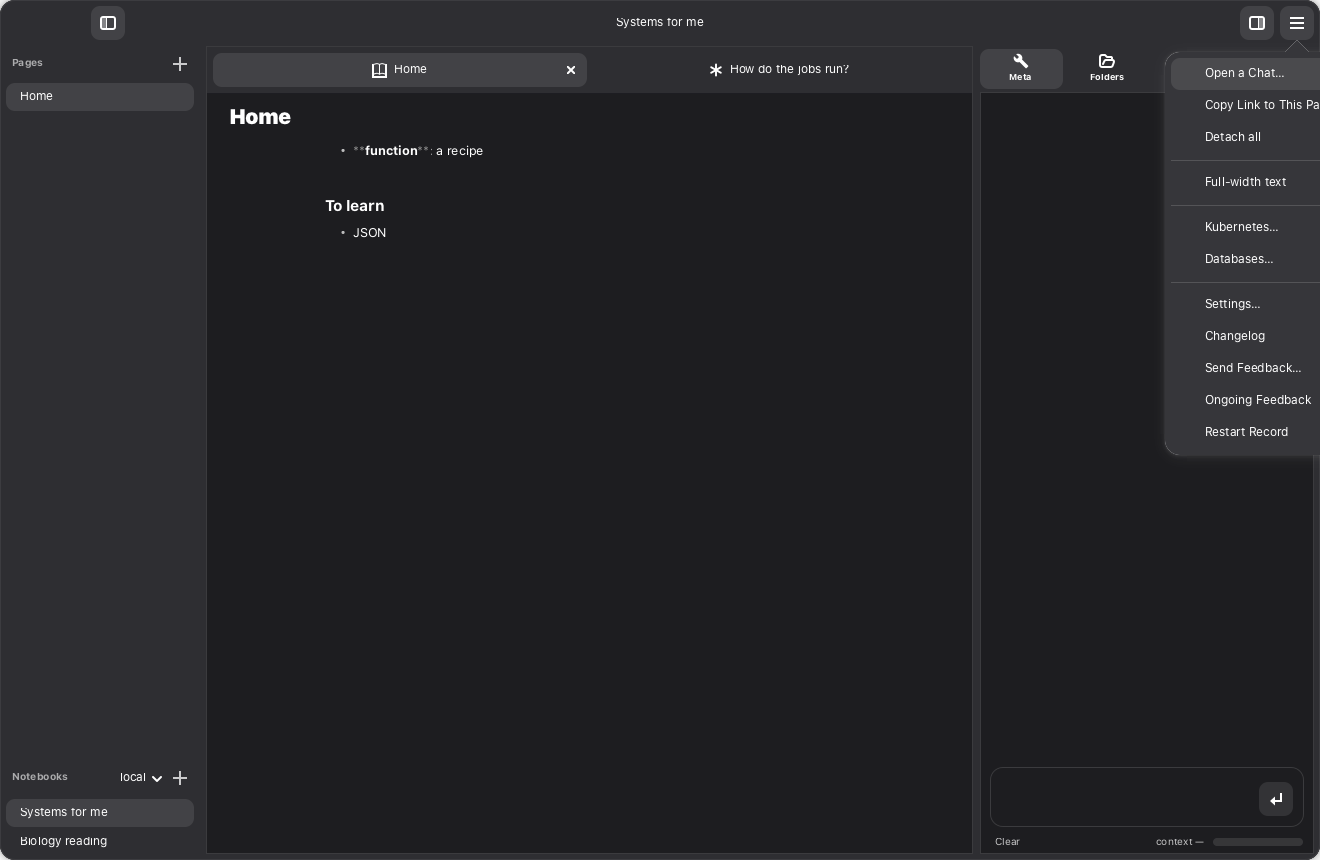 Systems for me
Pages
Home
Home
How do the jobs run?
Home
**function**: a recipe
To learn
JSON
Meta
Folders
Open a Chat...
Copy Link to This Pa
Detach all
Full-width text
Kubernetes...
Databases...
Settings...
Changelog
Send Feedback...
Ongoing Feedback
Restart Record
Notebooks
local
Systems for me
Biology reading
Clear
context —